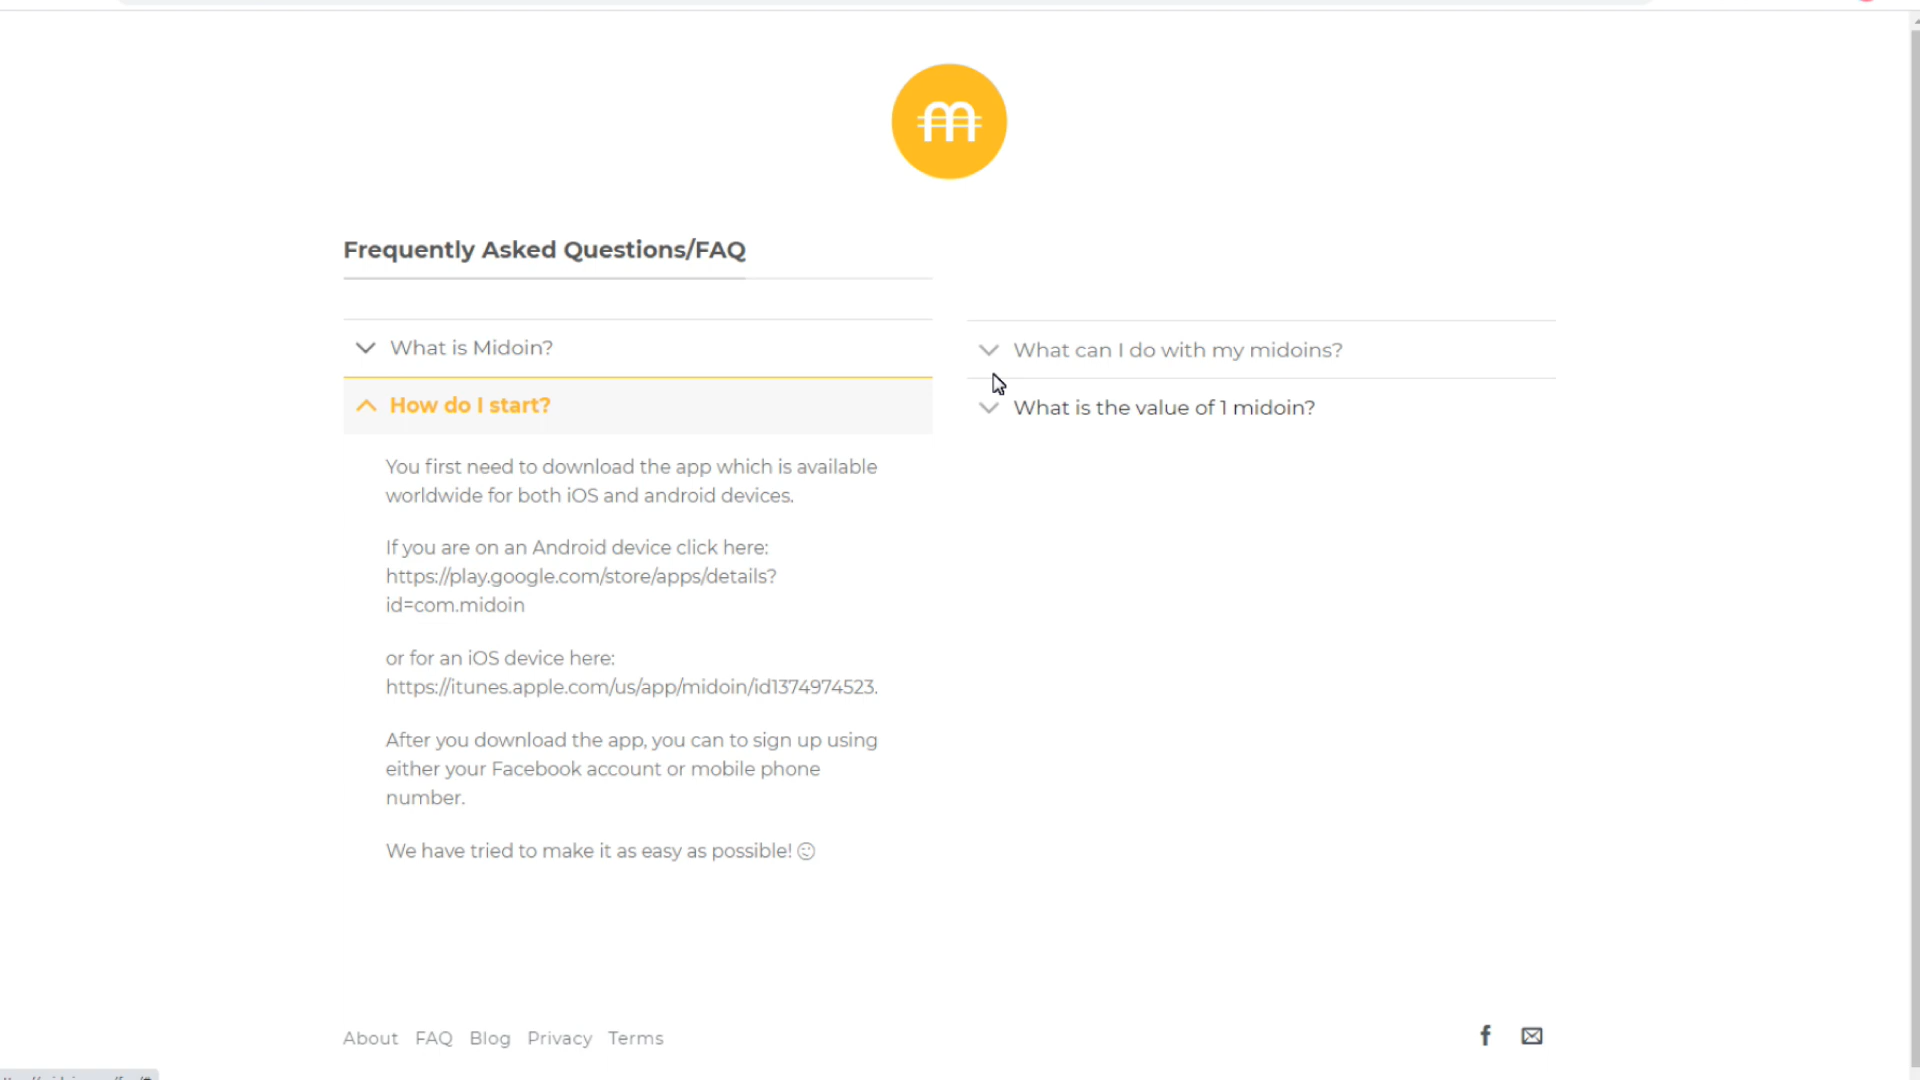 Frequently Asked Questions/FAQ
What is Midoin?
How do I start?
You first need to download the app which is available
worldwide for both iOS and android devices.
If you are on an Android device click here:
https://play.google.com/store/apps/details?
id=com.midoin
or for an iOS device here:
https://itunes.apple.com/us/app/midoin/id1374974523.
After you download the app, you can to sign up using
either your Facebook account or mobile phone
number.
We have tried to make it as easy as possible! 🙂
What can I do with my midoins?
What is the value of 1 midoin?
About FAQ Blog Privacy Terms